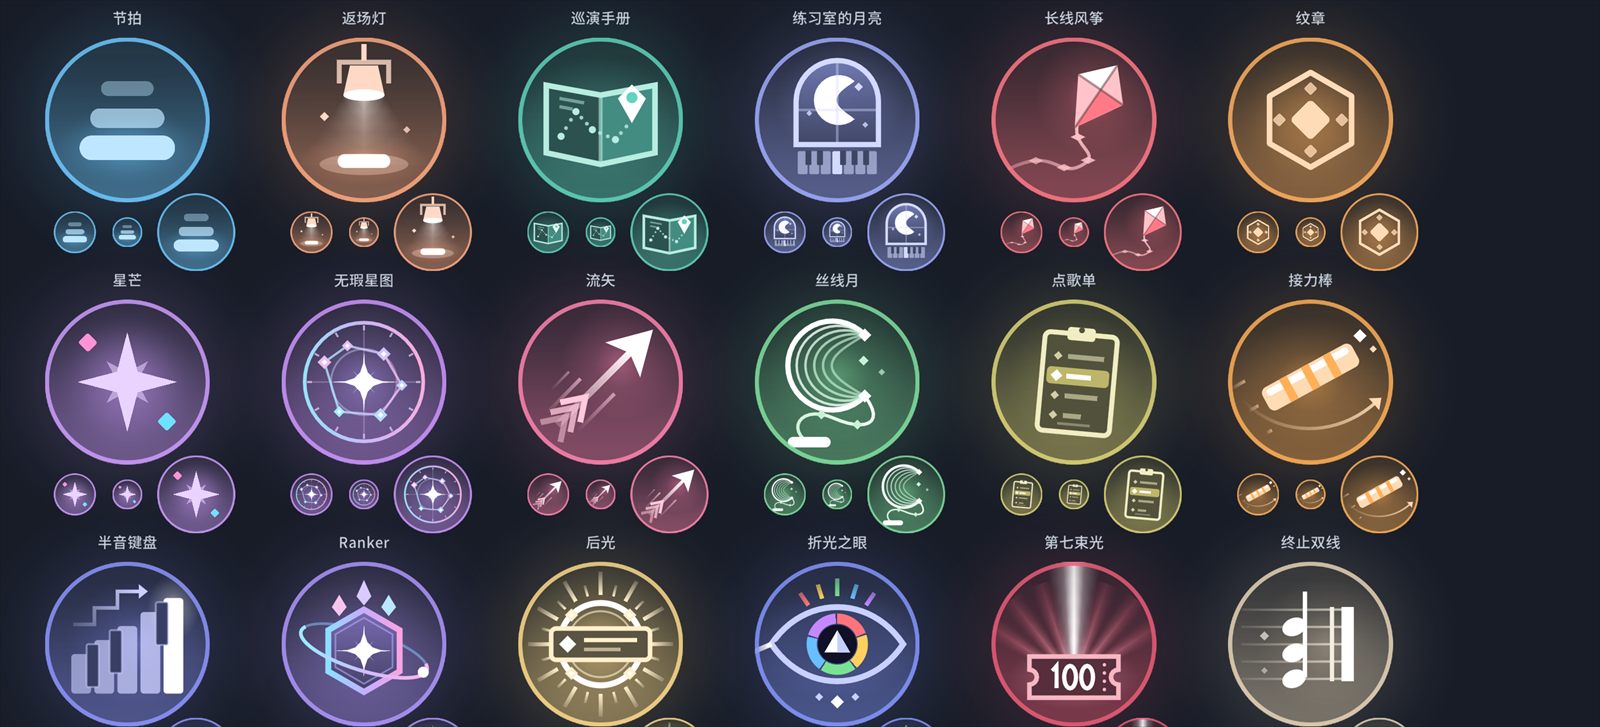 节拍
返场灯
巡演手册
练习室的月亮
长线风筝
纹章
星芒
无瑕星图
流矢
丝线月
点歌单
接力棒
半音键盘
Ranker
后光
折光之眼
第七束光
终止双线
100